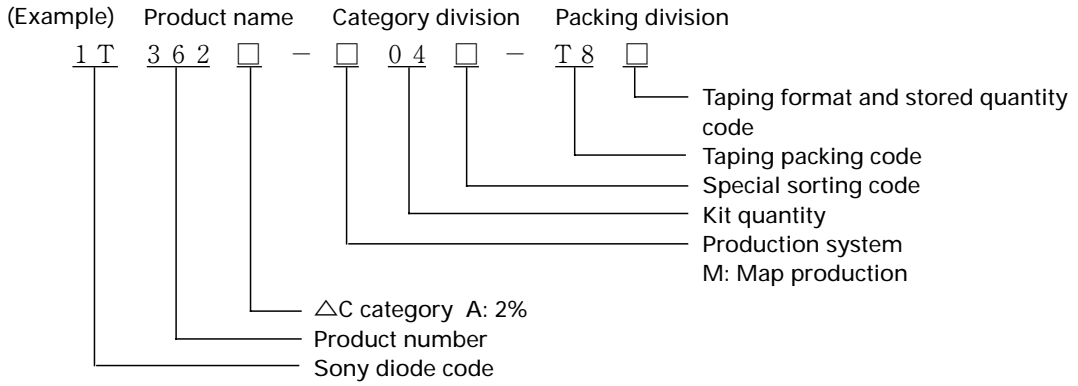 (Example) Product name Category division Packing division
1T 362□ － □04□ － T8□
Taping format and stored quantity
code
Taping packing code
Special sorting code
Kit quantity
Production system
M: Map production
△C category A: 2%
Product number
Sony diode code